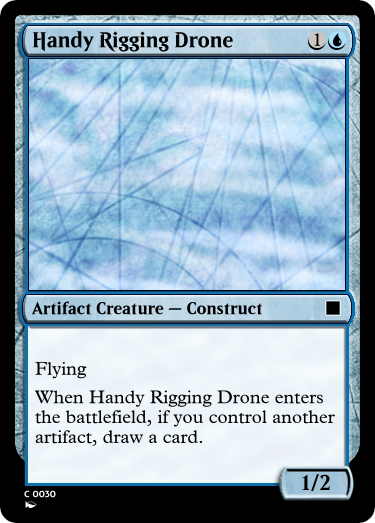 Handy Rigging Drone 1
Artifact Creature — Construct
Flying
When Handy Rigging Drone enters
the battlefield, if you control another
artifact, draw a card.
1/2
C 0030